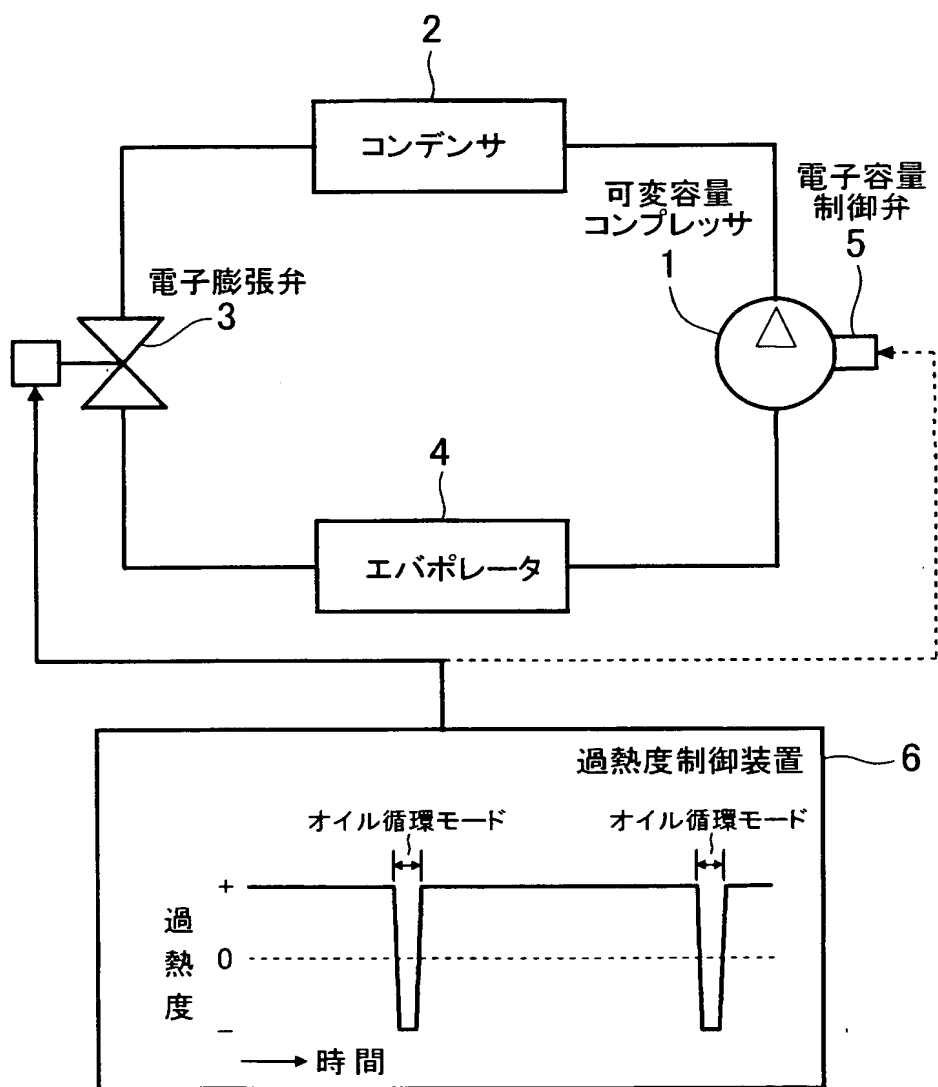 2
コンデンサ
可変容量
コンプレッサ
1
電子容量
制御弁
5
電子膨張弁
3
4
エバポレータ
過熱度制御装置
6
オイル循環モード
オイル循環モード
+
過熱度
0
−
時間